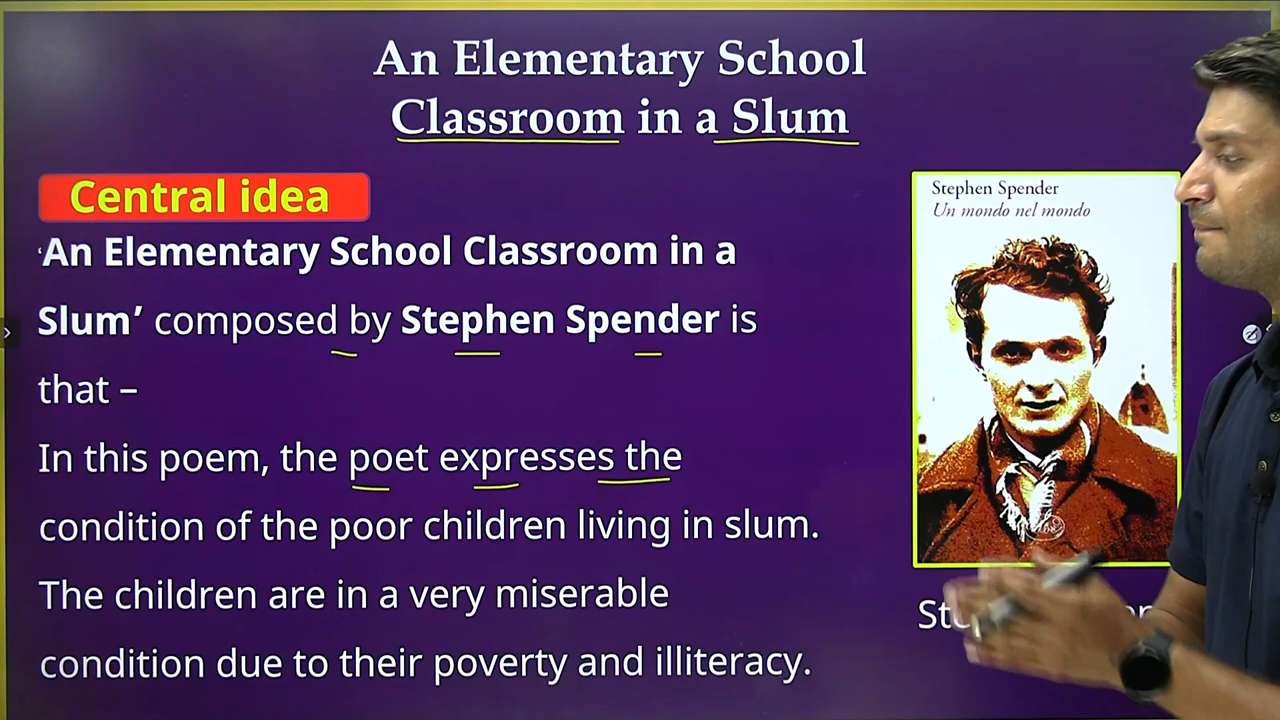 An Elementary School
Classroom in a Slum
Central idea
‘An Elementary School Classroom in a
Slum’ composed by Stephen Spender is
that –
In this poem, the poet expresses the
condition of the poor children living in slum.
The children are in a very miserable
condition due to their poverty and illiteracy.
Stephen Spender
Un mondo nel mondo